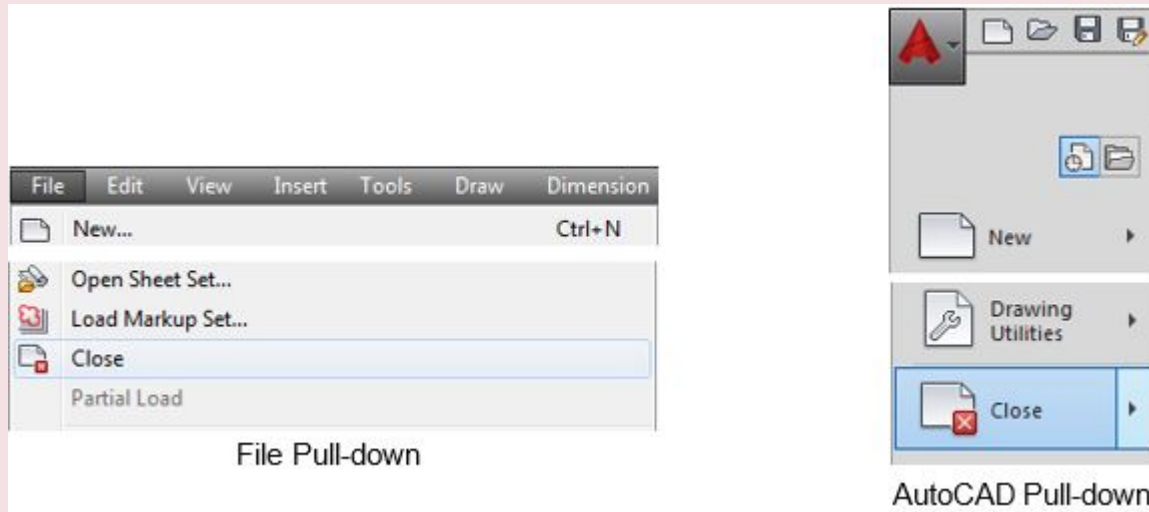 File Edit View Insert Tools Draw Dimension
New... Ctrl+N
Open Sheet Set...
Load Markup Set...
Close
Partial Load
File Pull-down
New
Drawing
Utilities
Close
AutoCAD Pull-down